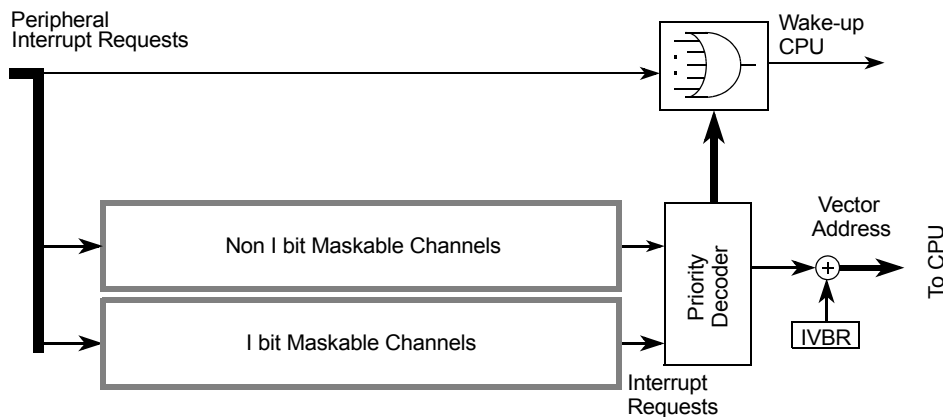 Peripheral
Interrupt Requests
Wake-up
CPU
Non I bit Maskable Channels
I bit Maskable Channels
Priority
Decoder
Interrupt
Requests
Vector
Address
IVBR
To CPU